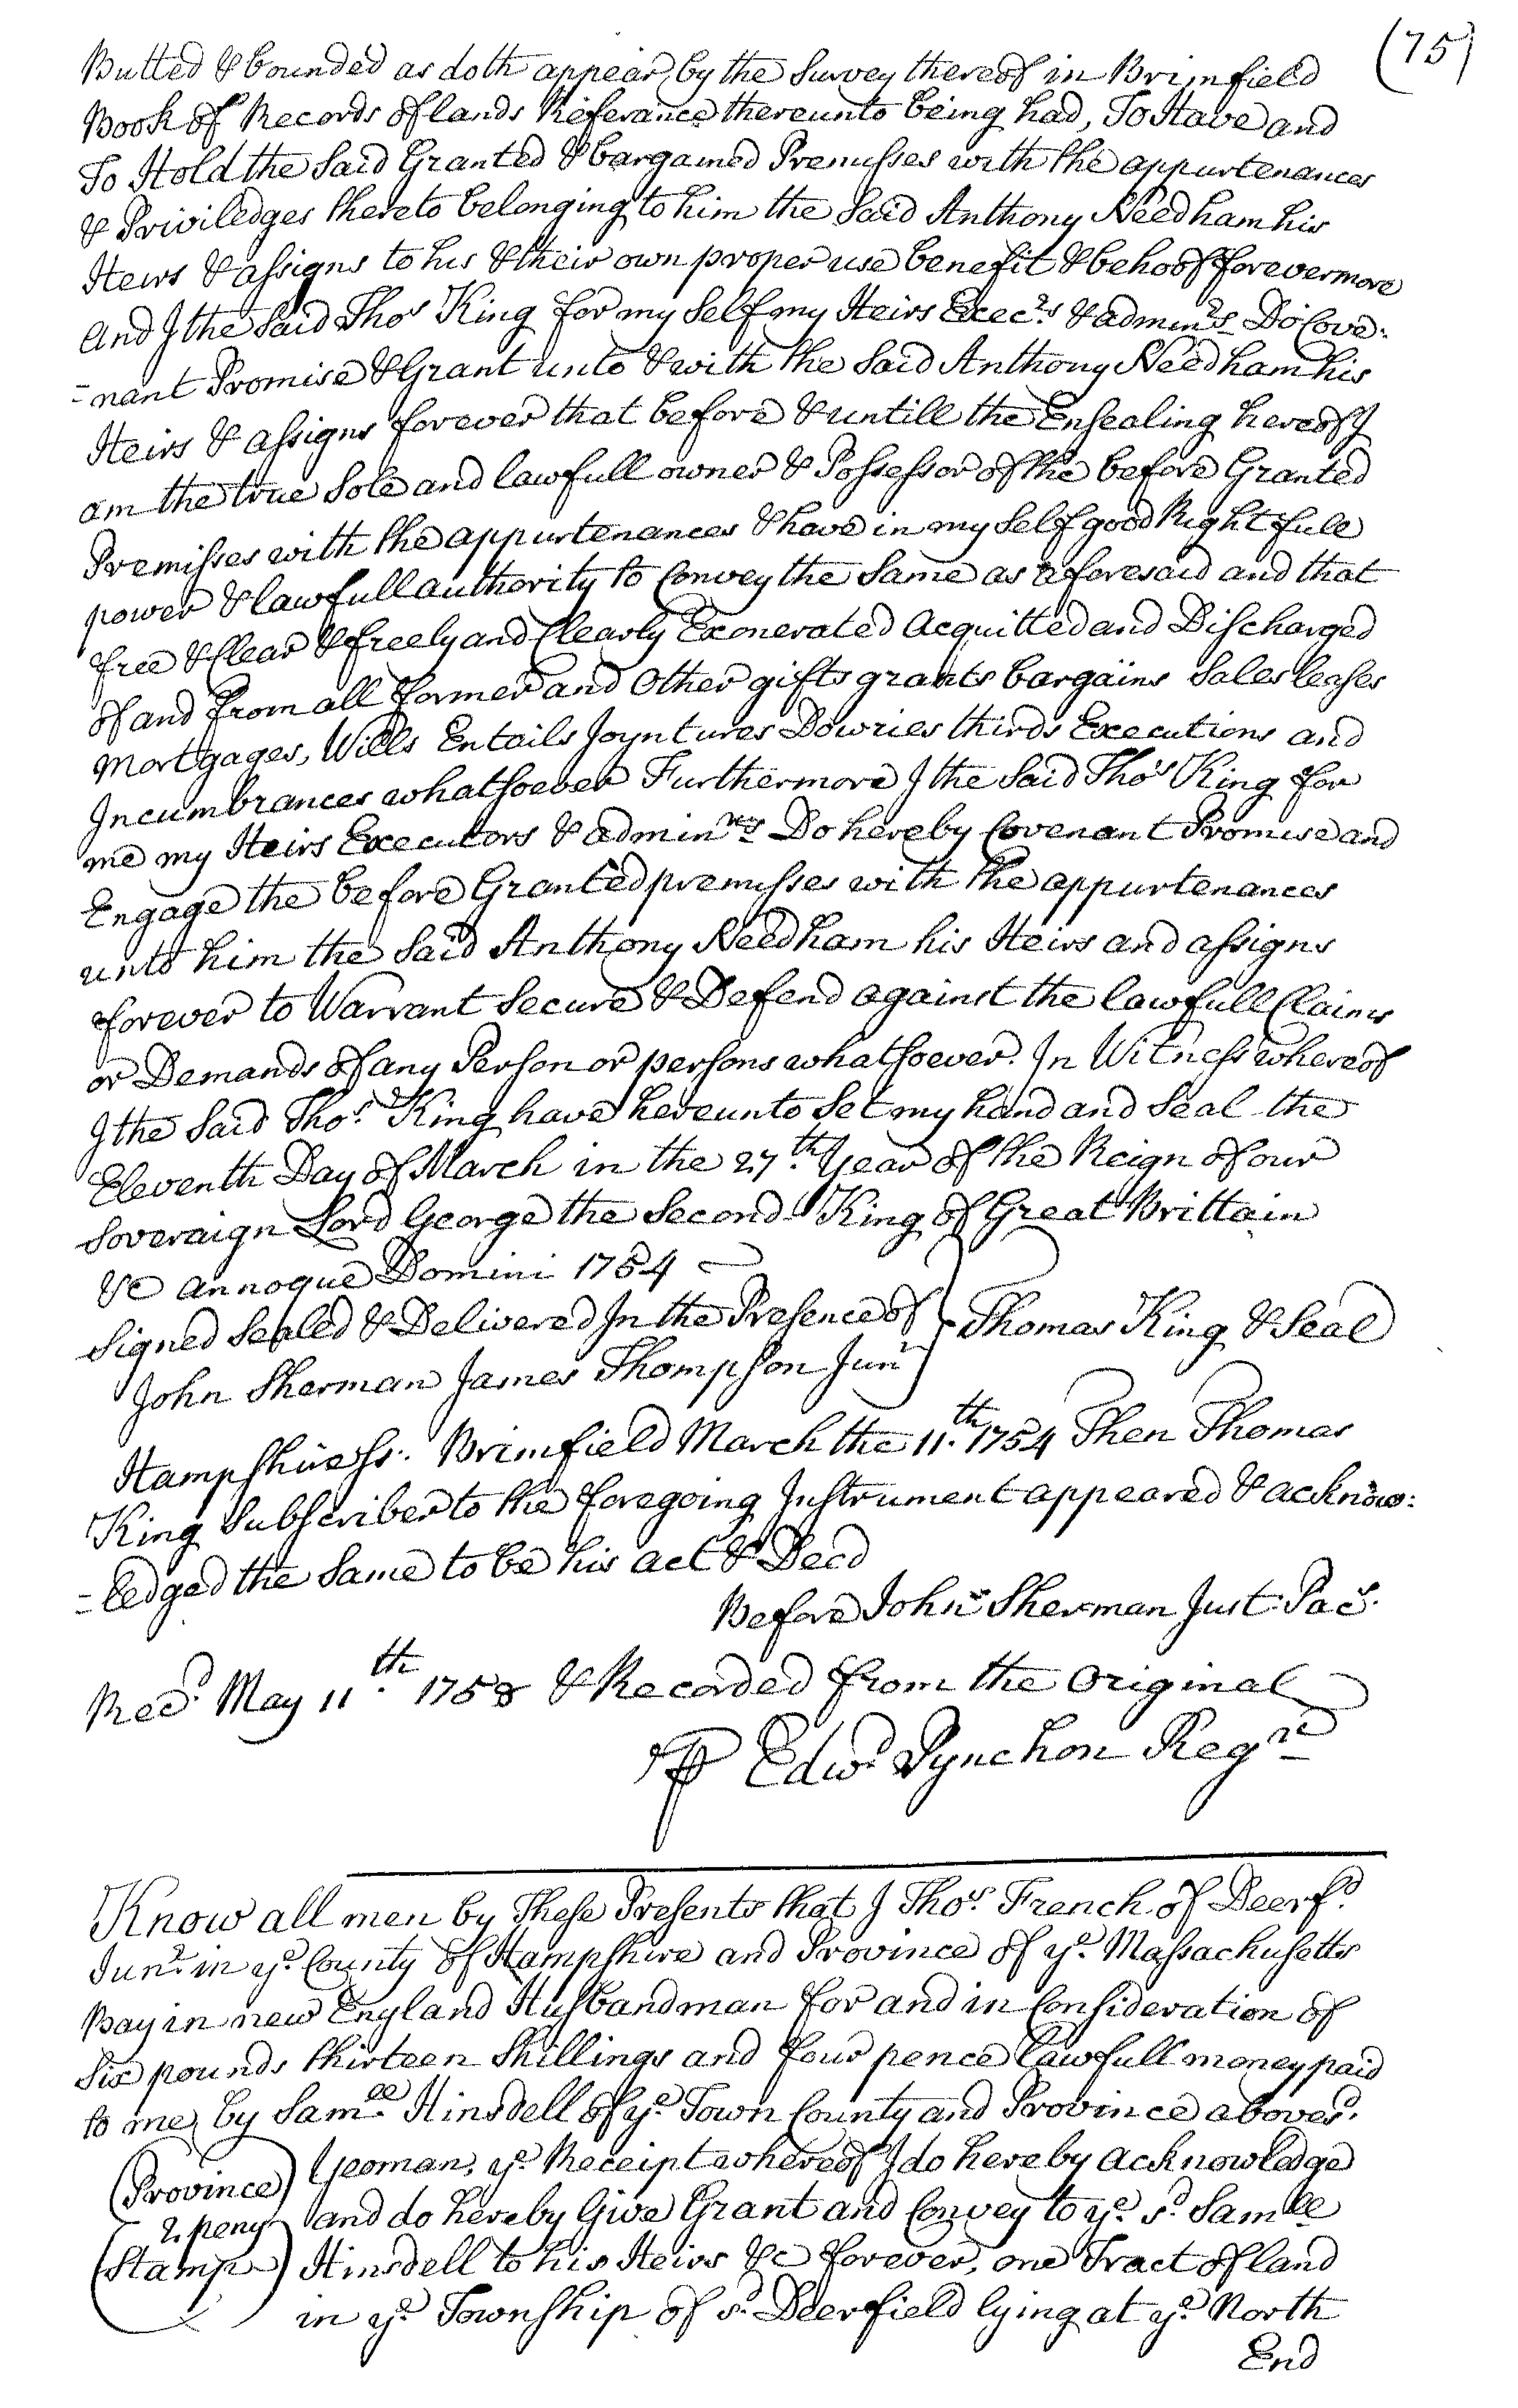 (75)
Butted & bounded as doth appear by the Survey thereof in Brimfield
Book of Records of lands Referance thereunto being had, To Have and
To Hold the Said Granted & bargained Premisses with the appurtenances
& Priviledges thereto belonging to him the Said Anthony Needham his
Heirs & assigns to his & their own proper use benefit & behoof forevermore
And I the Said Thos King for my Self my Heirs Execrs. & adminrs Do Cove:
=nant Promise & Grant unto & with the Said Anthony Needham his
Heirs & assigns forever that before & untill the Ensealing hereof I
am the true Sole and lawfull owner & Possessor of the before Granted
Premisses with the appurtenances & have in my Self good Right full
power & lawfull authority to Convey the Same as aforesaid and that
free & Clear & freely and Clearly Exonerated Acquitted and Discharged
of and from all former and Other gifts grants bargains Sales leases
Mortgages, Wills Entails Joyntures Dowries thirds Executions and
Incumbrances whatsoever Furthermore I the Said Thos King for
me my Heirs Executors & adminrs Do hereby Covenant Promise and
Engage the before Granted premisses with the appurtenances
unto him the Said Anthony Needham his Heirs and assigns
forever to Warrant Secure & Defend against the lawfull Claims
or Demands of any Person or persons whatsoever. In Witness whereof
I the Said Thos. King have hereunto Set my hand and Seal the
Eleventh Day of March in the 27th. Year of the Reign of our
Soveraign Lord George the Second King of Great Brittain
&c annoque Domini 1754
Signed Sealed & Delivered In the Presence of } Thomas King & Seal
John Sherman James Thompson Junr
Hampshire Ss. Brimfield March the 11.th 1754 Then Thomas
King Subscriber to the foregoing Instrument appeared & acknow:
=ledged the Same to be his act & Deed
Before John Sherman Just. Pacs.
Recd. May 11th. 1758 & Recorded from the Original
P Edwd Pynchon Regr
Know all men by These Presents that I Thos. French of Deerfd.
Junr. in ye. County of Hampshire and Province of ye. Massachusetts
Bay in new England Husbandman for and in Consideration of
Six pounds thirteen Shillings and four pence lawfull money paid
to me by Samll. Hinsdell of ye. Town County and Province abovesd.
Yeoman, ye. Receipt whereof I do hereby acknowledge
and do hereby Give Grant and Convey to ye. sd. Samll
Hinsdell to his Heirs &c forever, one Tract of land
in ye. Township of sd. Deerfield lying at ye. North
End
(Province)
2 peny
(Stamp)